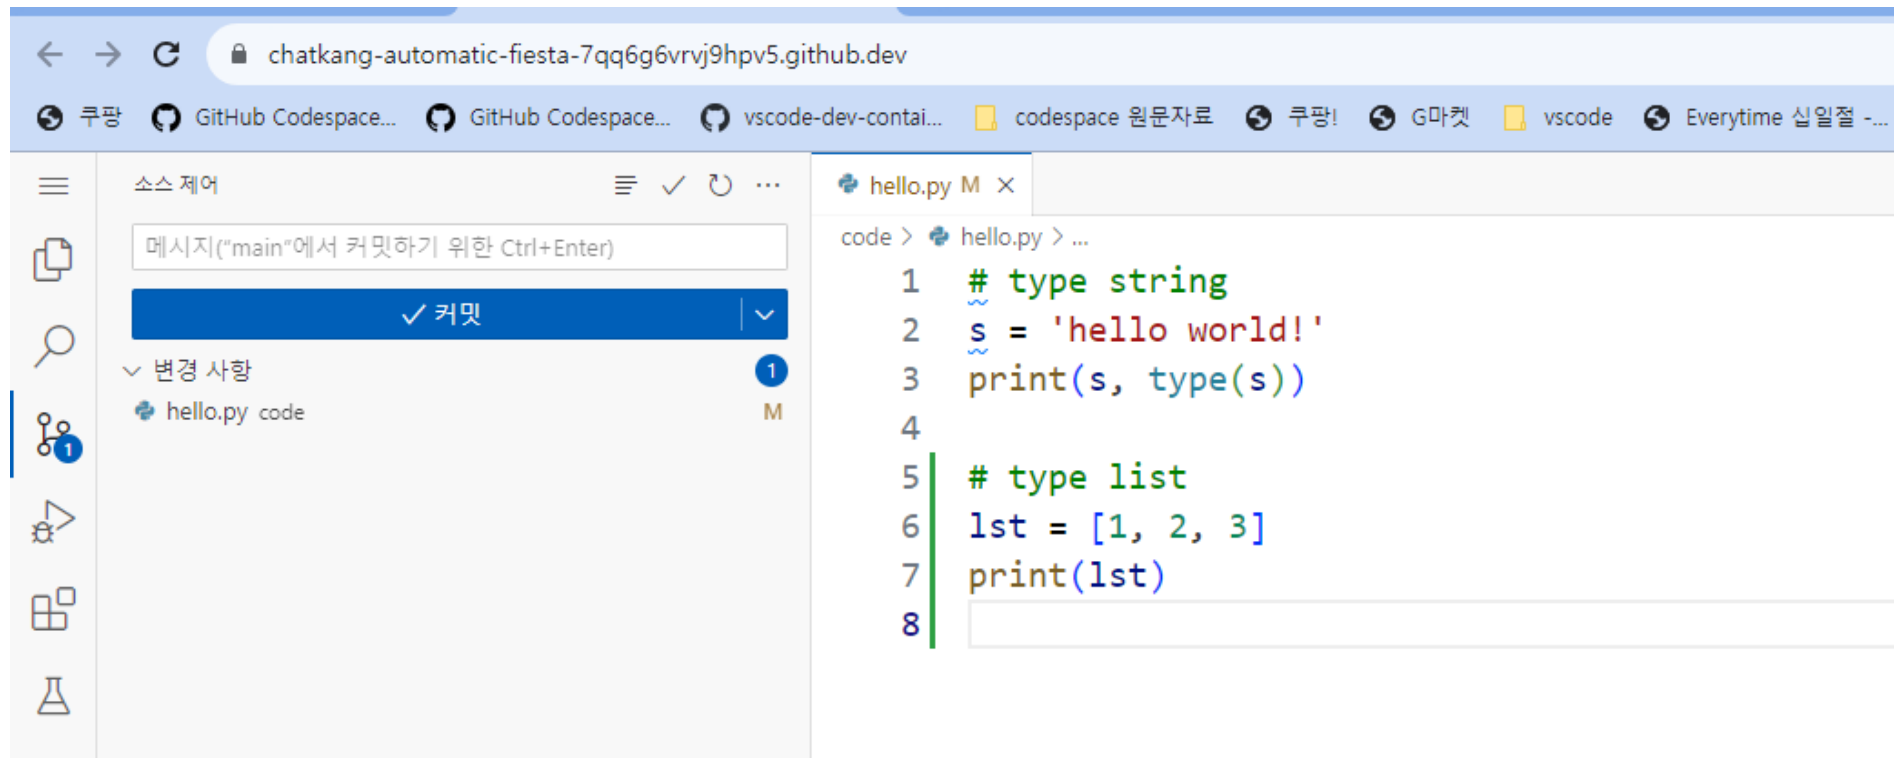 chatkang-automatic-fiesta-7qq6g6vrvj9hpv5.github.dev
쿠팡 GitHub Codespace... GitHub Codespace... vscode-dev-contai... codespace 원문자료 쿠팡! G마켓 vscode Everytime 십일절 -...
소스 제어
메시지("main"에서 커밋하기 위한 Ctrl+Enter)
커밋
변경 사항 1
hello.py code M
1
hello.py M
code > hello.py > ...
1 # type string
2 s = 'hello world!'
3 print(s, type(s))
4
5 # type list
6 lst = [1, 2, 3]
7 print(lst)
8